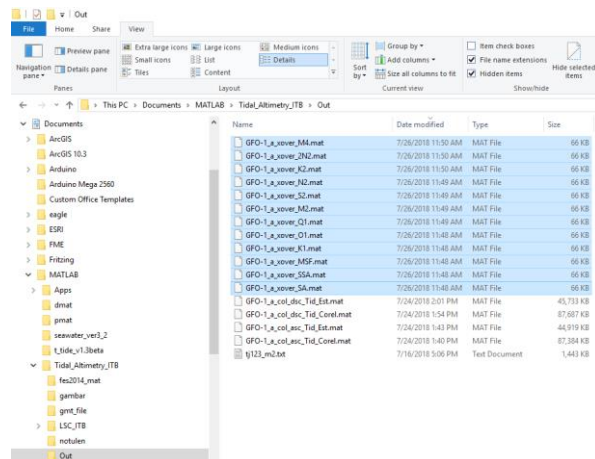 Out
File Home Share View
Navigation pane
Preview pane
Details pane
Panes
Extra large icons Large icons Medium icons
Small icons List Details
Tiles Content
Layout
Sort by
Group by
Add columns
Size all columns to fit
Current view
Item check boxes
File name extensions
Hidden items
Hide selected items
Show/hide
This PC > Documents > MATLAB > Tidal_Altimetry_ITB > Out
Documents
ArcGIS
ArcGIS 10.3
Arduino
Arduino Mega 2560
Custom Office Templates
eagle
ESRI
FME
Fritzing
MATLAB
Apps
dmat
pmat
seawater_ver3_2
t_tide_v1.3beta
Tidal_Altimetry_ITB
fes2014_mat
gambar
gmt_file
LSC_ITB
notulen
Out
Name Date modified Type Size
GFO-1_a_xover_M4.mat 7/26/2018 11:50 AM MAT File 66 KB
GFO-1_a_xover_2N2.mat 7/26/2018 11:50 AM MAT File 66 KB
GFO-1_a_xover_K2.mat 7/26/2018 11:50 AM MAT File 66 KB
GFO-1_a_xover_N2.mat 7/26/2018 11:49 AM MAT File 66 KB
GFO-1_a_xover_S2.mat 7/26/2018 11:49 AM MAT File 66 KB
GFO-1_a_xover_M2.mat 7/26/2018 11:49 AM MAT File 66 KB
GFO-1_a_xover_Q1.mat 7/26/2018 11:49 AM MAT File 66 KB
GFO-1_a_xover_O1.mat 7/26/2018 11:48 AM MAT File 66 KB
GFO-1_a_xover_K1.mat 7/26/2018 11:48 AM MAT File 66 KB
GFO-1_a_xover_MSF.mat 7/26/2018 11:48 AM MAT File 66 KB
GFO-1_a_xover_SSA.mat 7/26/2018 11:48 AM MAT File 66 KB
GFO-1_a_xover_SA.mat 7/26/2018 11:48 AM MAT File 66 KB
GFO-1_a_col_dsc_Tid_Est.mat 7/24/2018 2:01 PM MAT File 45,733 KB
GFO-1_a_col_dsc_Tid_Corel.mat 7/24/2018 1:54 PM MAT File 87,687 KB
GFO-1_a_col_asc_Tid_Est.mat 7/24/2018 1:43 PM MAT File 44,919 KB
GFO-1_a_col_asc_Tid_Corel.mat 7/24/2018 1:40 PM MAT File 87,384 KB
tj123_m2.txt 7/16/2018 5:06 PM Text Document 1,443 KB